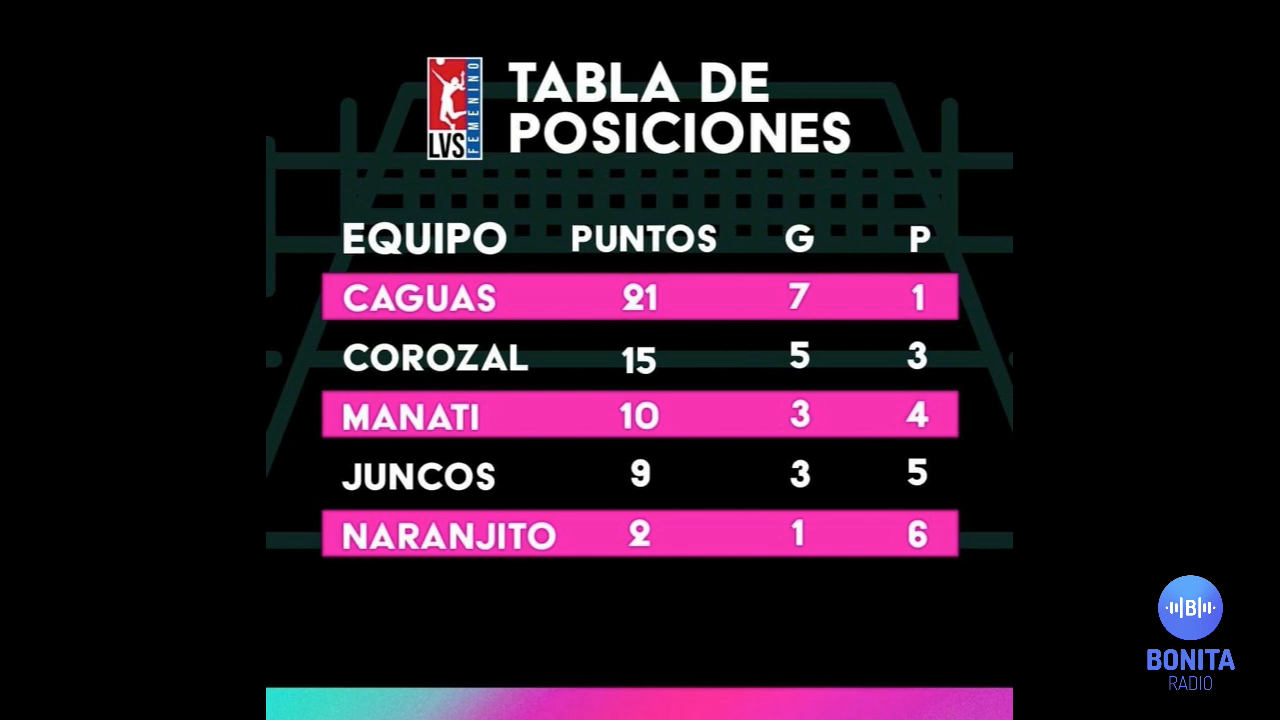 LVS
FEMENINO
TABLA DE
POSICIONES
EQUIPO PUNTOS G P
CAGUAS 21 7 1
COROZAL 15 5 3
MANATI 10 3 4
JUNCOS 9 3 5
NARANJITO 2 1 6
B
BONITA
RADIO